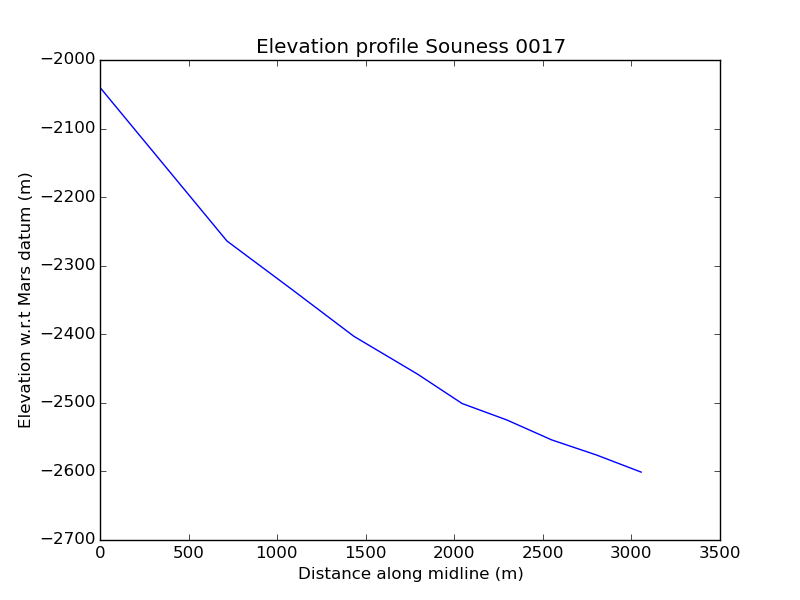 Elevation profile Souness 0017
−2000
−2100
−2200
−2300
−2400
−2500
−2600
−2700
Elevation w.r.t Mars datum (m)
0 500 1000 1500 2000 2500 3000 3500
Distance along midline (m)